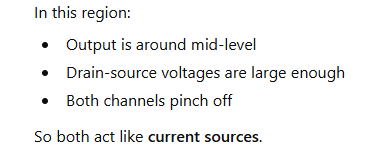 In this region:
• Output is around mid-level
• Drain-source voltages are large enough
• Both channels pinch off
So both act like current sources.